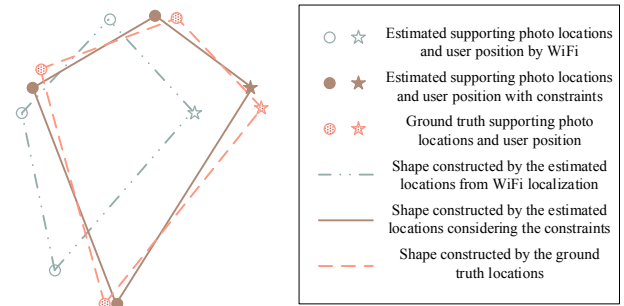 Estimated supporting photo locations
and user position by WiFi
Estimated supporting photo locations
and user position with constraints
Ground truth supporting photo
locations and user position
Shape constructed by the estimated
locations from WiFi localization
Shape constructed by the estimated
locations considering the constraints
Shape constructed by the ground
truth locations